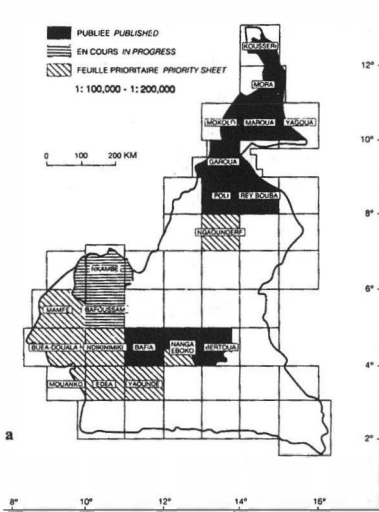 PUBLIEE PUBLISHED
EN COURS IN PROGRESS
FEUILLE PRIORITAIRE PRIORITY SHEET
1: 100,000 - 1: 200,000
0 100 200 KM
KOUSSERI
12°
MORA
MOKOLO MAROUA YAGOUA
10°
GAROUA
POLI REY BOUBA
8°
NGAOUNDERE
NKAMBE
MAMFE BAFOUSSAM
6°
BUEA-DOUALA NDIKINIMIKI BAFIA NANGA EBOKO BERTOUA
4°
MOUANKO EDEA YAOUNDE
a
2°
8° 10° 12° 14° 16°